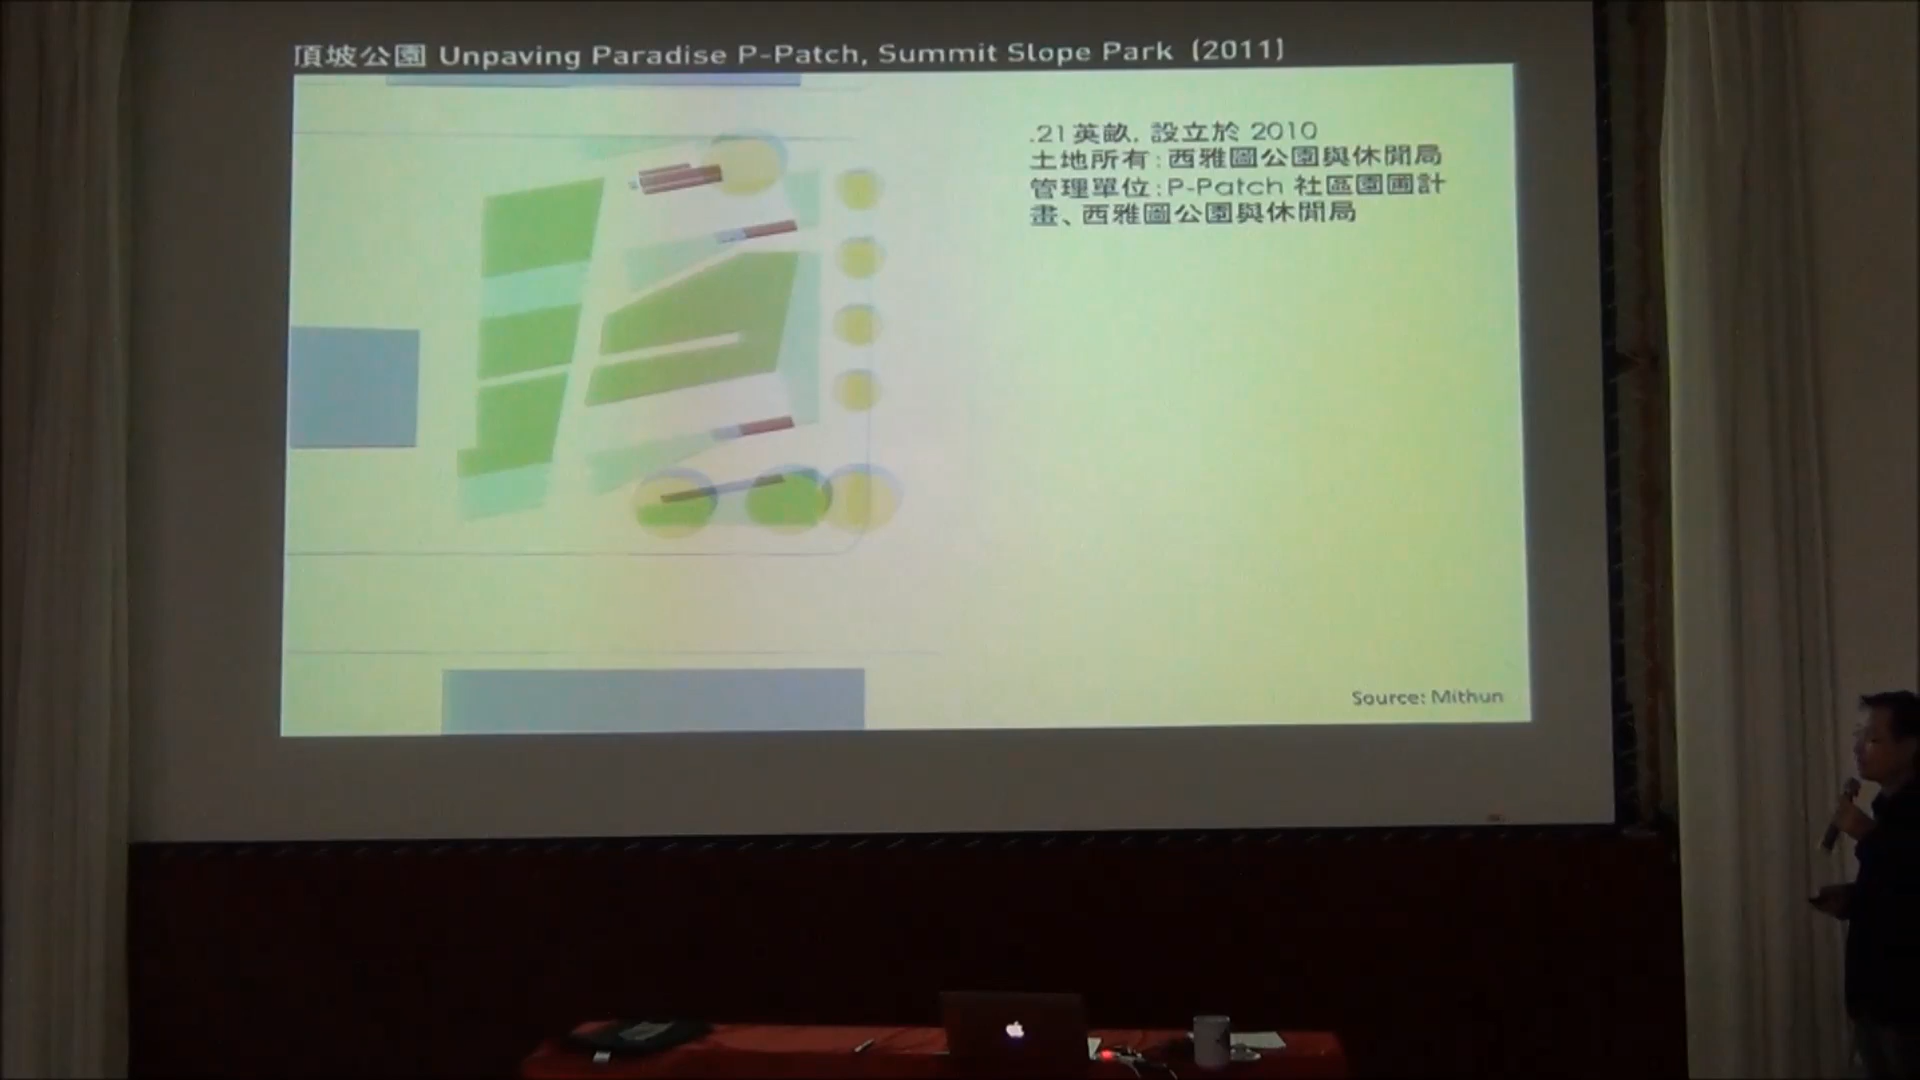 頂坡公園 Unpaving Paradise P-Patch, Summit Slope Park (2011)
.21英畝, 設立於 2010
土地所有:西雅圖公園與休閒局
管理單位:P-Patch 社區園圃計
畫、西雅圖公園與休閒局
Source: Mithun